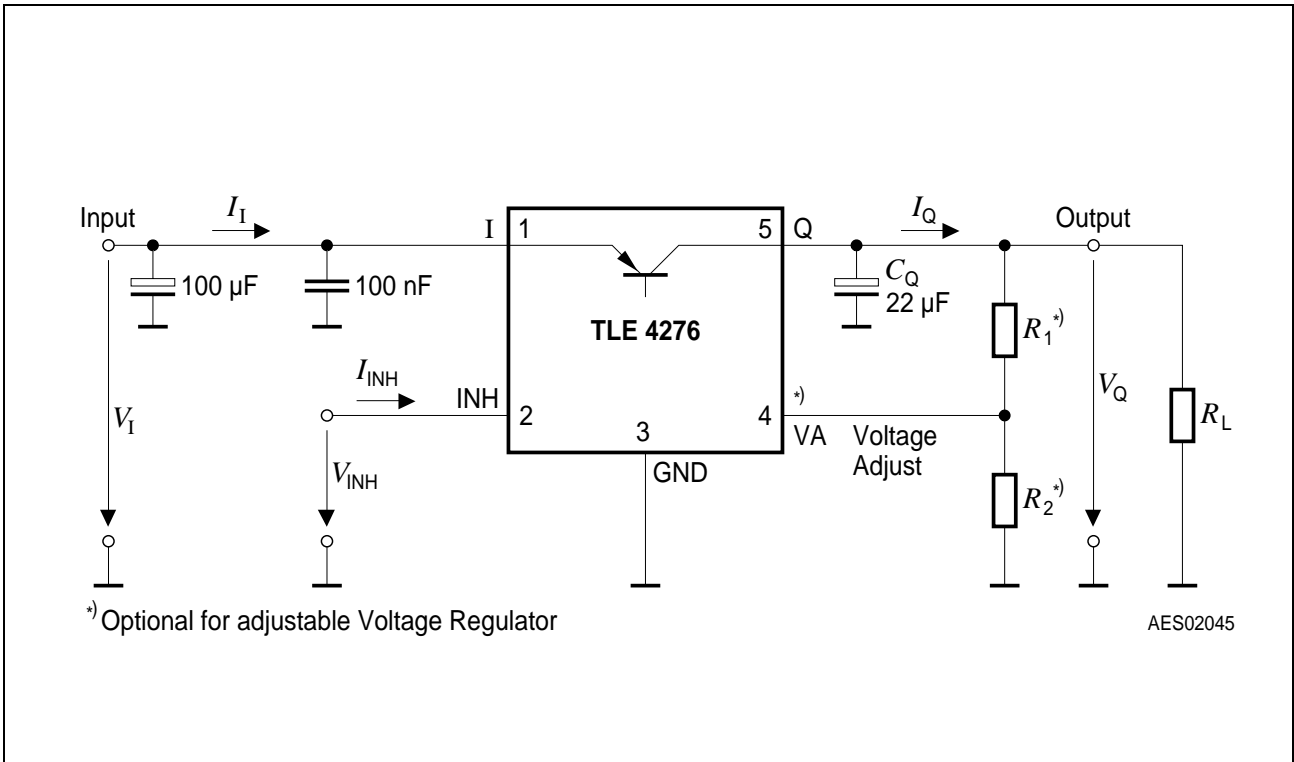 Input
I_I
I
1
5
Q
I_Q
Output
100 µF
100 nF
C_Q
22 µF
R_1*)
TLE 4276
I_INH
INH
2
3
4
*)
VA
Voltage
Adjust
V_I
V_INH
GND
R_2*)
V_Q
R_L
*) Optional for adjustable Voltage Regulator
AES02045